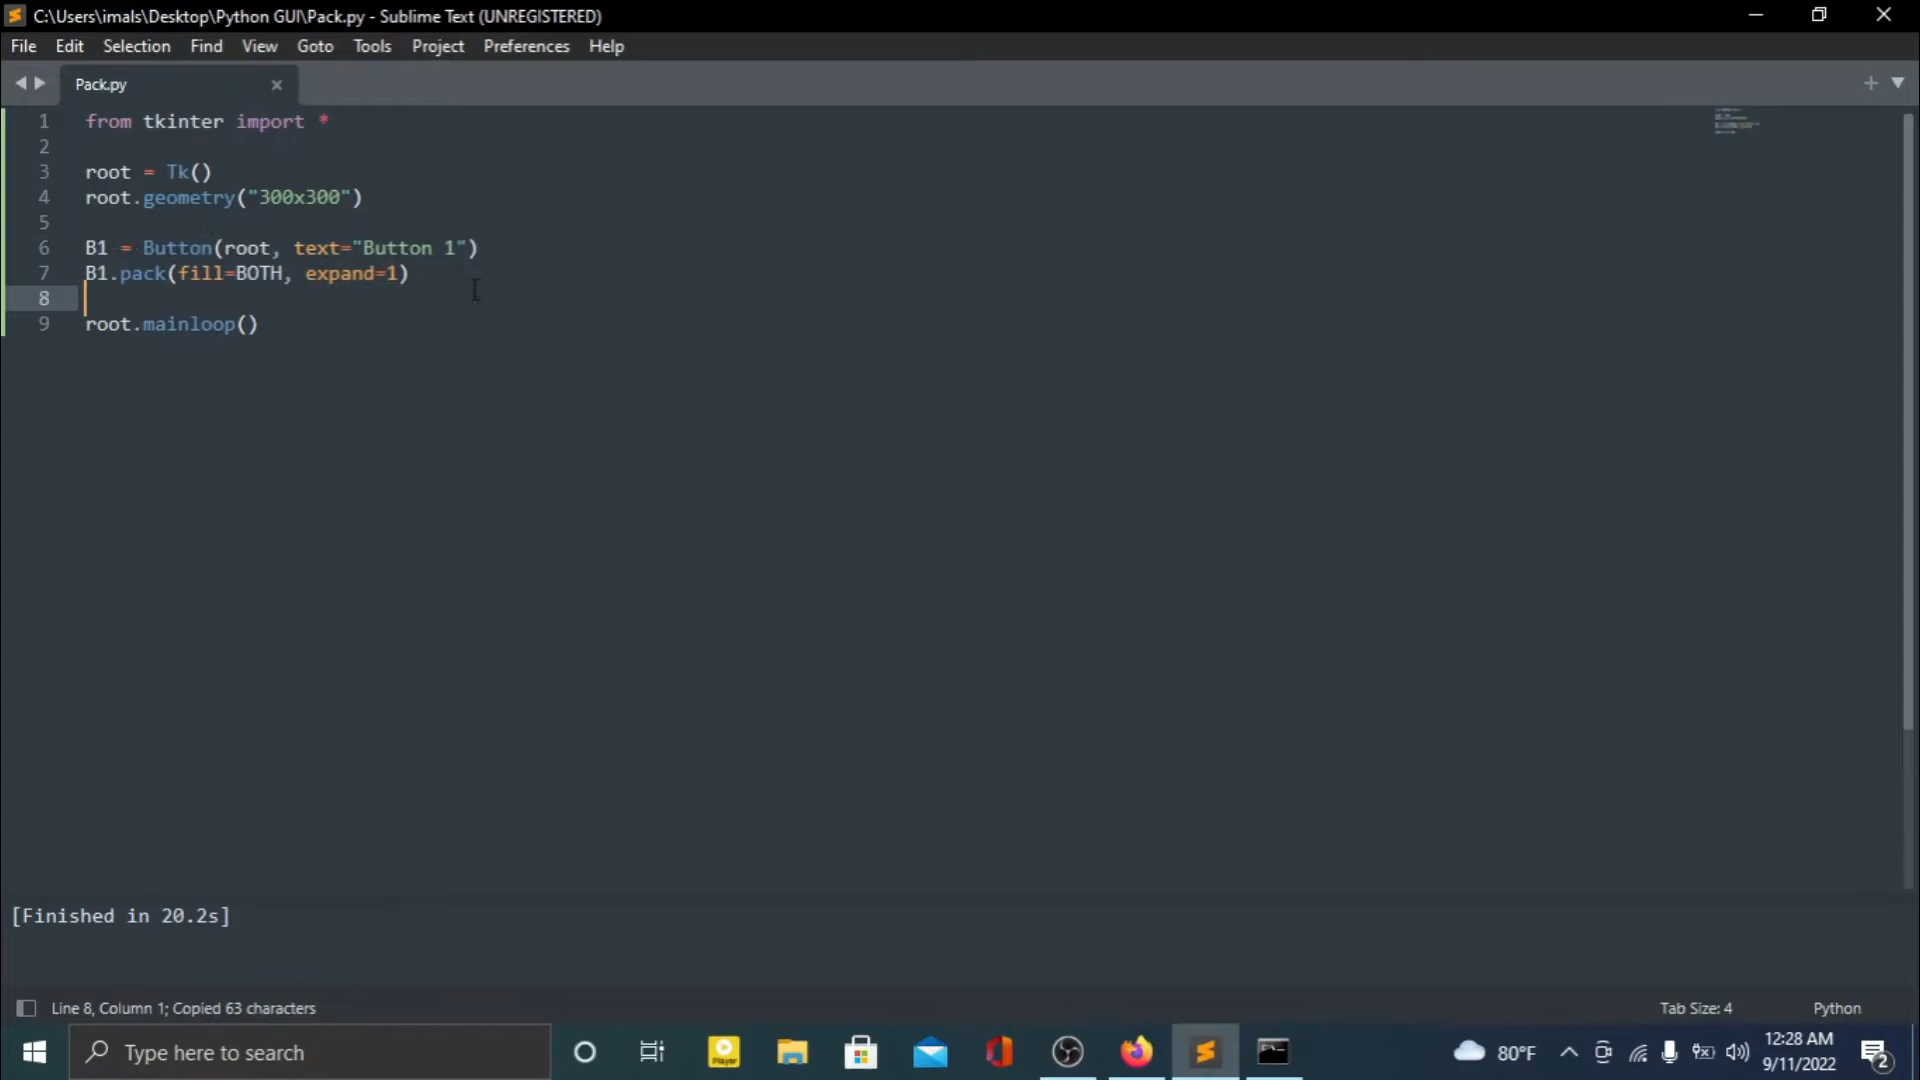 C:\Users\imals\Desktop\Python GUI\Pack.py - Sublime Text (UNREGISTERED)
File Edit Selection Find View Goto Tools Project Preferences Help
Pack.py
1 from tkinter import *
2
3 root = Tk()
4 root.geometry("300x300")
5
6 B1 = Button(root, text="Button 1")
7 B1.pack(fill=BOTH, expand=1)
8
9 root.mainloop()
[Finished in 20.2s]
Line 8, Column 1; Copied 63 characters Tab Size: 4 Python
Type here to search Player 80°F 12:28 AM
9/11/2022 2